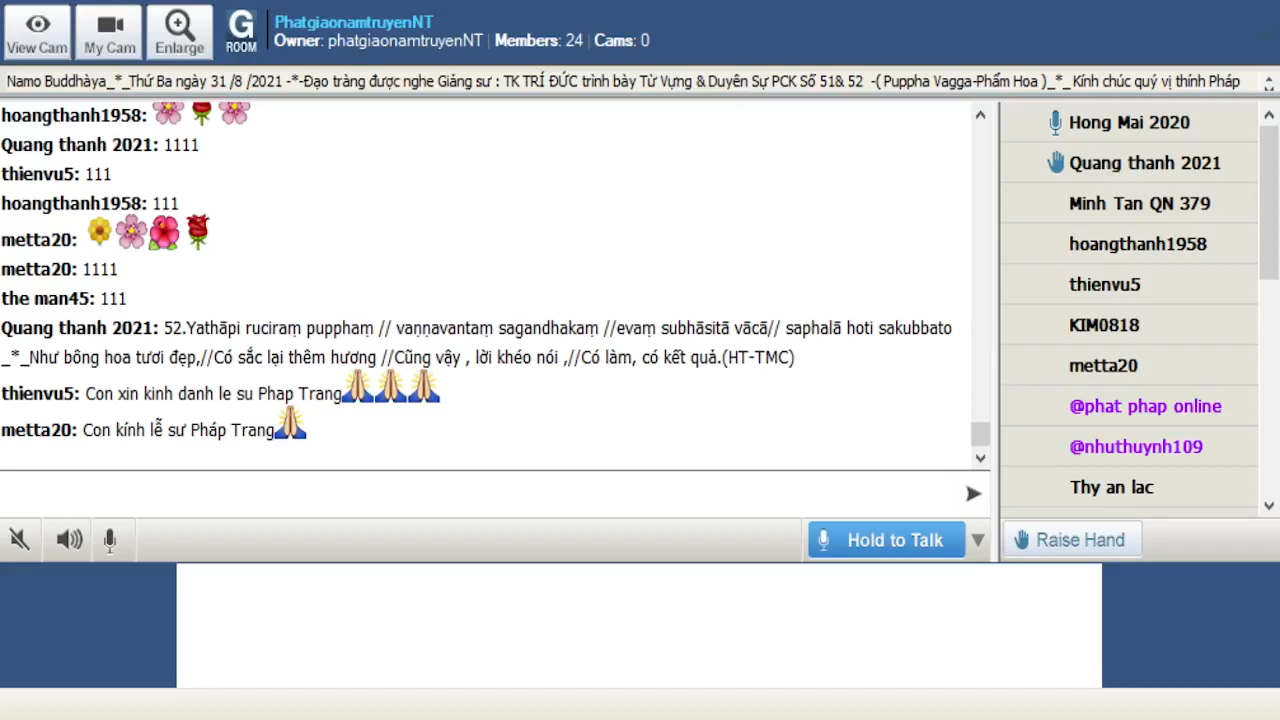 View Cam
My Cam
Enlarge
G
ROOM
PhatgiaonamtruyenNT
Owner: phatgiaonamtruyenNT | Members: 24 | Cams: 0
Namo Buddhàya_*_Thứ Ba ngày 31 /8 /2021 -*-Đạo tràng được nghe Giảng sư : TK TRÍ ĐỨC trình bày Từ Vựng & Duyên Sự PCK Số 51& 52 -( Puppha Vagga-Phẩm Hoa )_*_Kính chúc quý vị thính Pháp
hoangthanh1958:
Quang thanh 2021: 1111
thienvu5: 111
hoangthanh1958: 111
metta20:
metta20: 1111
the man45: 111
Quang thanh 2021: 52.Yathāpi ruciraṃ pupphaṃ // vaṇṇavantaṃ sagandhakaṃ //evaṃ subhāsitā vācā// saphalā hoti sakubbato
_*_Như bông hoa tươi đẹp,//Có sắc lại thêm hương //Cũng vậy , lời khéo nói ,//Có làm, có kết quả.(HT-TMC)
thienvu5: Con xin kinh danh le su Phap Trang
metta20: Con kính lễ sư Pháp Trang
Hong Mai 2020
Quang thanh 2021
Minh Tan QN 379
hoangthanh1958
thienvu5
KIM0818
metta20
@phat phap online
@nhuthuynh109
Thy an lac
Hold to Talk
Raise Hand